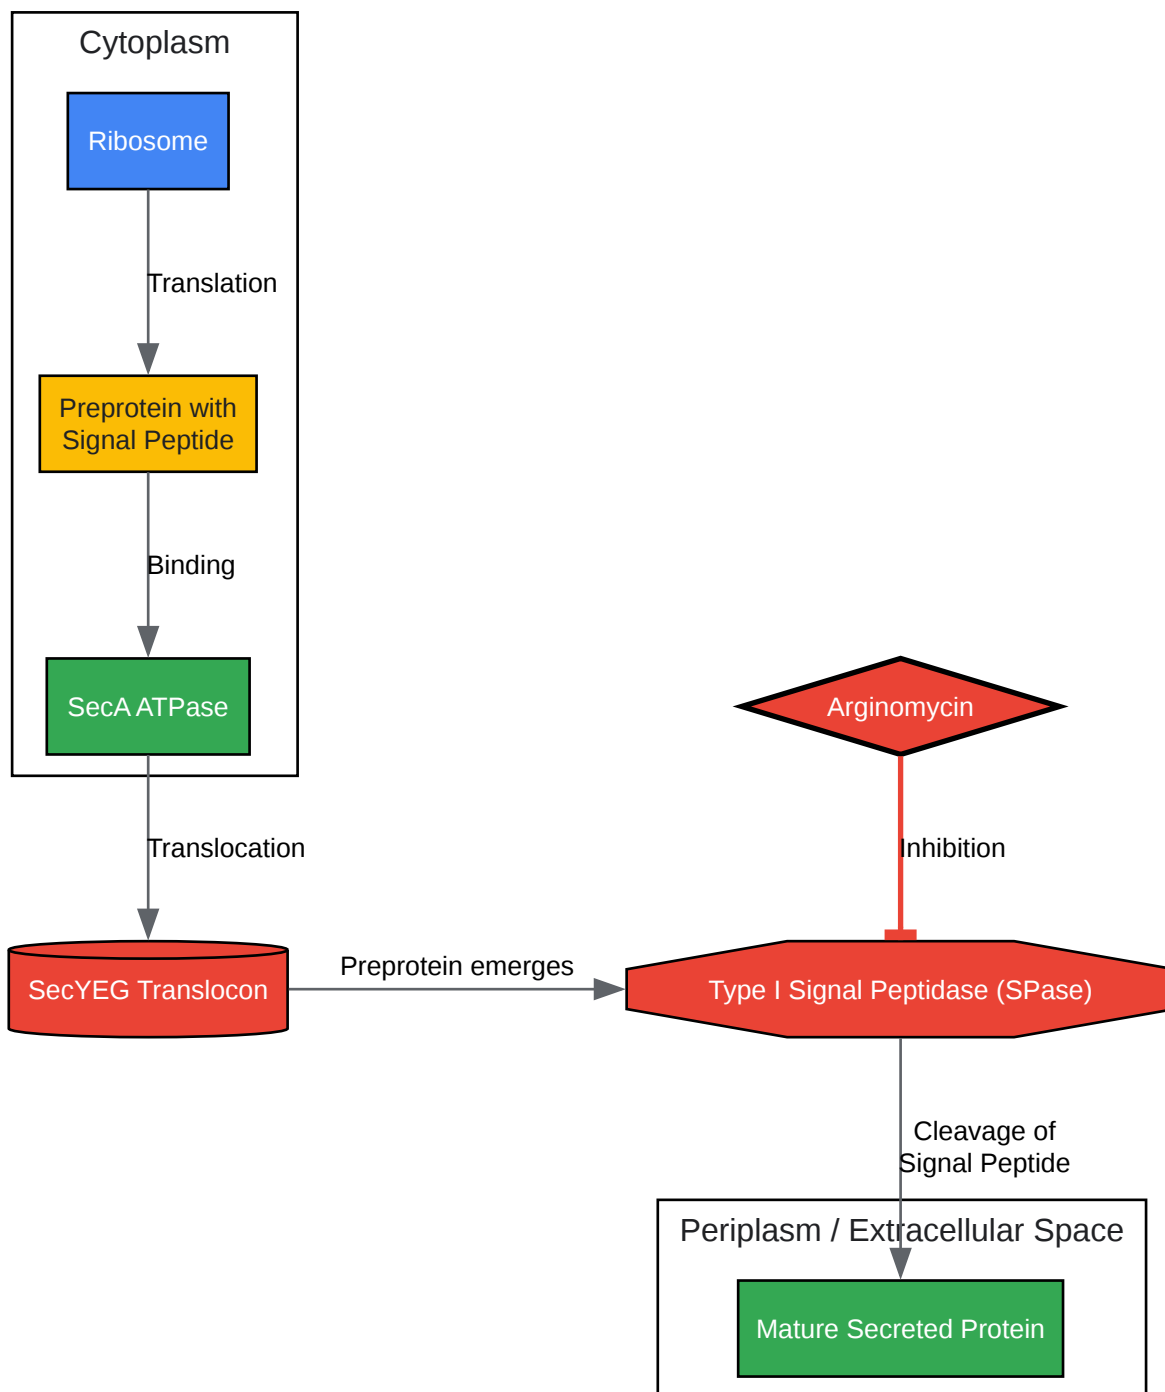 Cytoplasm
Ribosome
Translation
Preprotein with
Signal Peptide
Binding
SecA ATPase
Arginomycin
Translocation
Inhibition
Preprotein emerges
SecYEG Translocon
Type I Signal Peptidase (SPase)
Cleavage of
Signal Peptide
Periplasm / Extracellular Space
Mature Secreted Protein